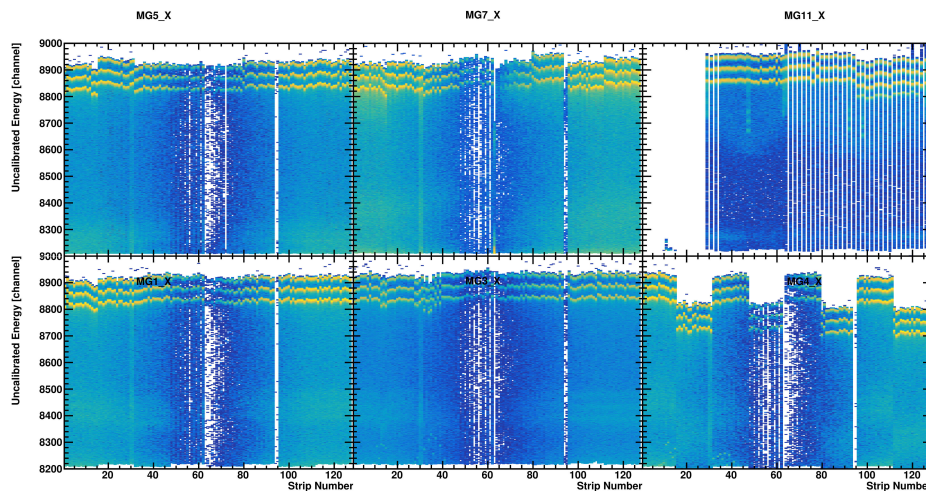 MG5_X MG7_X MG11_X
Uncalibrated Energy [channel]
9000
8900
8800
8700
8600
8500
8400
8300
9000
Uncalibrated Energy [channel]
8900
8800
8700
8600
8500
8400
8300
8200
MG1_X MG3_X MG4_X
20 40 60 80 100 120 20 40 60 80 100 120 20 40 60 80 100 120
Strip Number Strip Number Strip Number